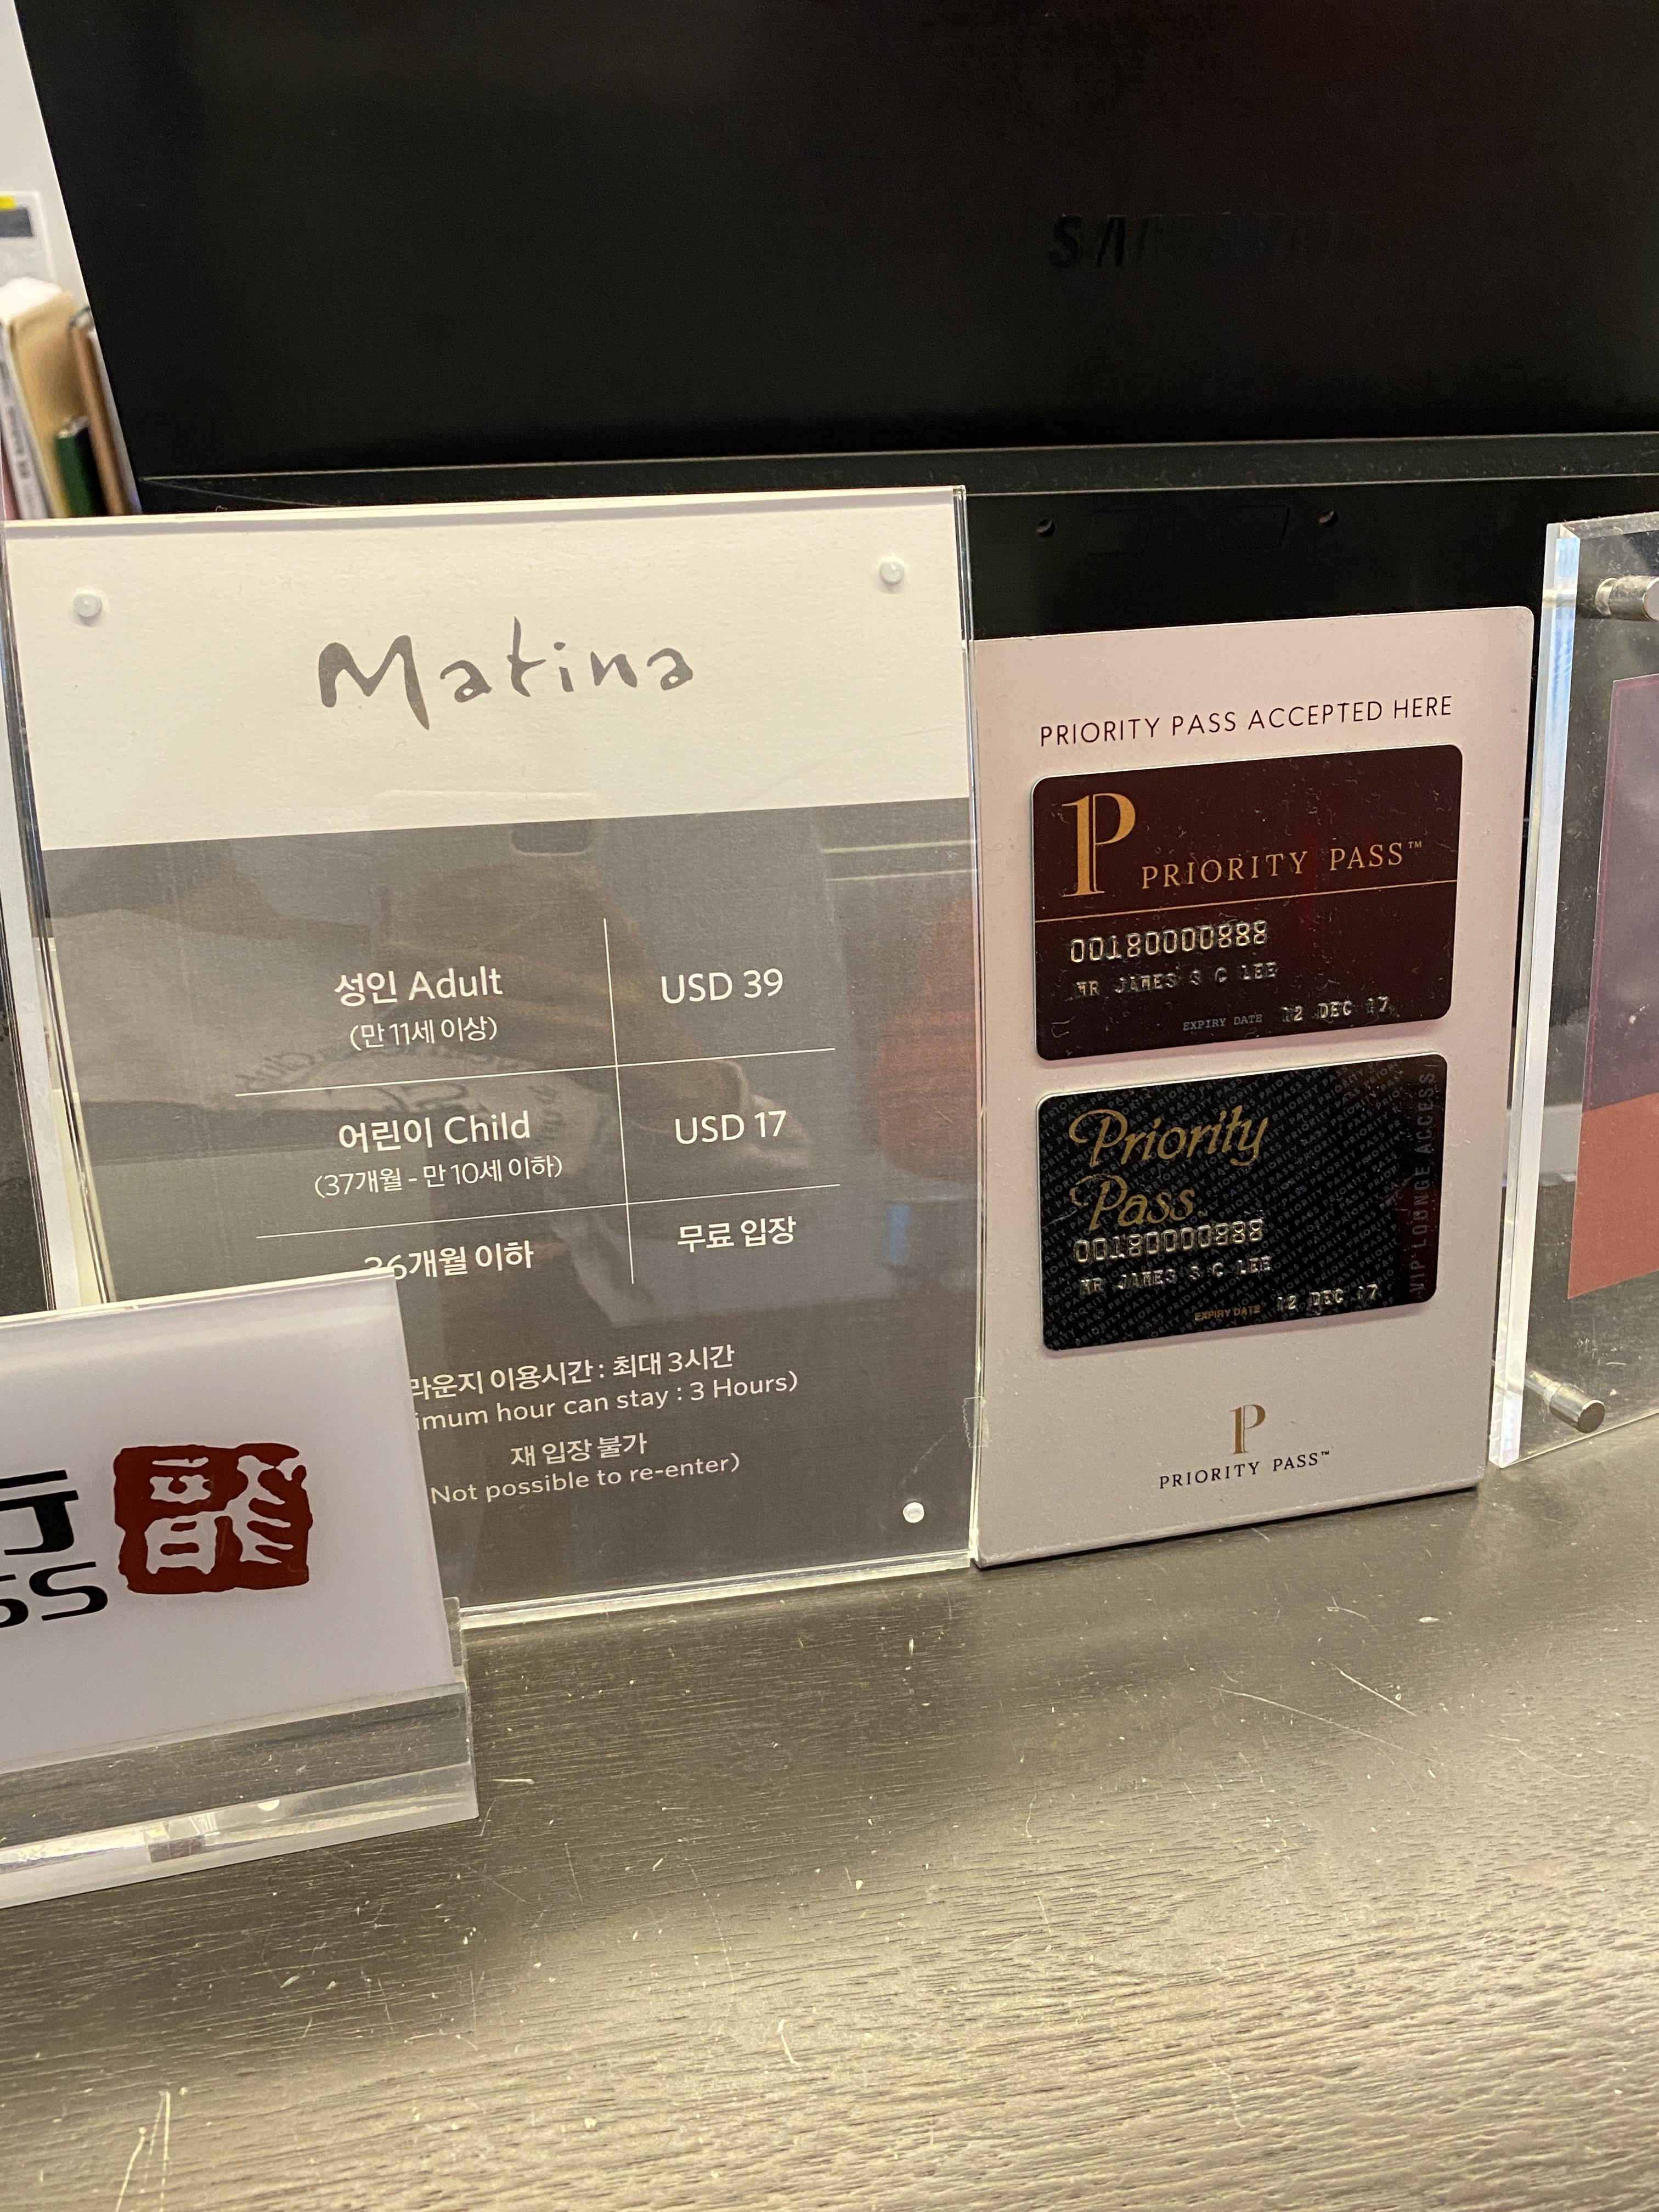 SAMSUNG
Matina
성인 Adult
(만 11세 이상)
USD 39
어린이 Child
(37개월 - 만 10세 이하)
USD 17
36개월 이하
무료 입장
라운지 이용시간 : 최대 3시간
imum hour can stay : 3 Hours)
재 입장 불가
Not possible to re-enter)
PRIORITY PASS ACCEPTED HERE
PRIORITY PASS™
00180000888
MR JAMES S C LEE
EXPIRY DATE 12 DEC 17
Priority
Pass
VIP LOUNGE ACCESS
00180000888
MR JAMES S C LEE
EXPIRY DATE 12 DEC 17
PRIORITY PASS™
行
SS